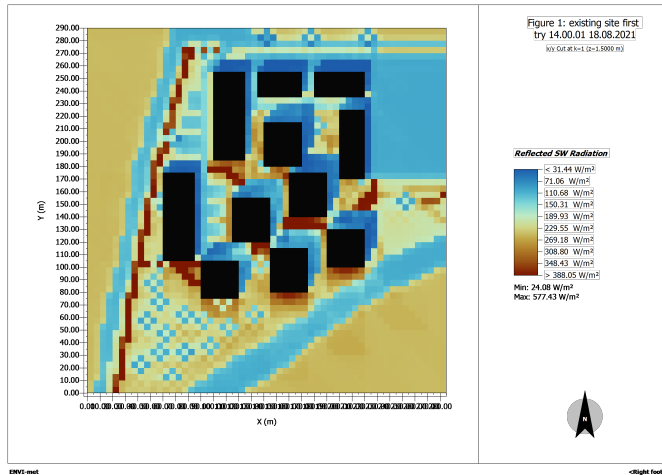 Figure 1: existing site first
try 14.00.01 18.08.2021
x/y Cut at k=1 (z=1.5000 m)
290.00
280.00
270.00
260.00
250.00
240.00
230.00
220.00
210.00
200.00
190.00
180.00
170.00
160.00
150.00
140.00
130.00
120.00
110.00
100.00
90.00
80.00
70.00
60.00
50.00
40.00
30.00
20.00
10.00
0.00
Y (m)
X (m)
Reflected SW Radiation
< 31.44 W/m²
71.06 W/m²
110.68 W/m²
150.31 W/m²
189.93 W/m²
229.55 W/m²
269.18 W/m²
308.80 W/m²
348.43 W/m²
> 388.05 W/m²
Min: 24.08 W/m²
Max: 577.43 W/m²
N
ENVI-met
<Right foot